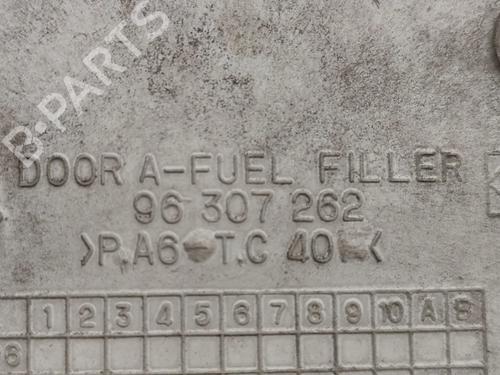 B-PARTS
DOOR A-FUEL FILLER
96 307 262
>P.A6 T.C 40
1 2 3 4 5 6 7 8 9 10 A B
6